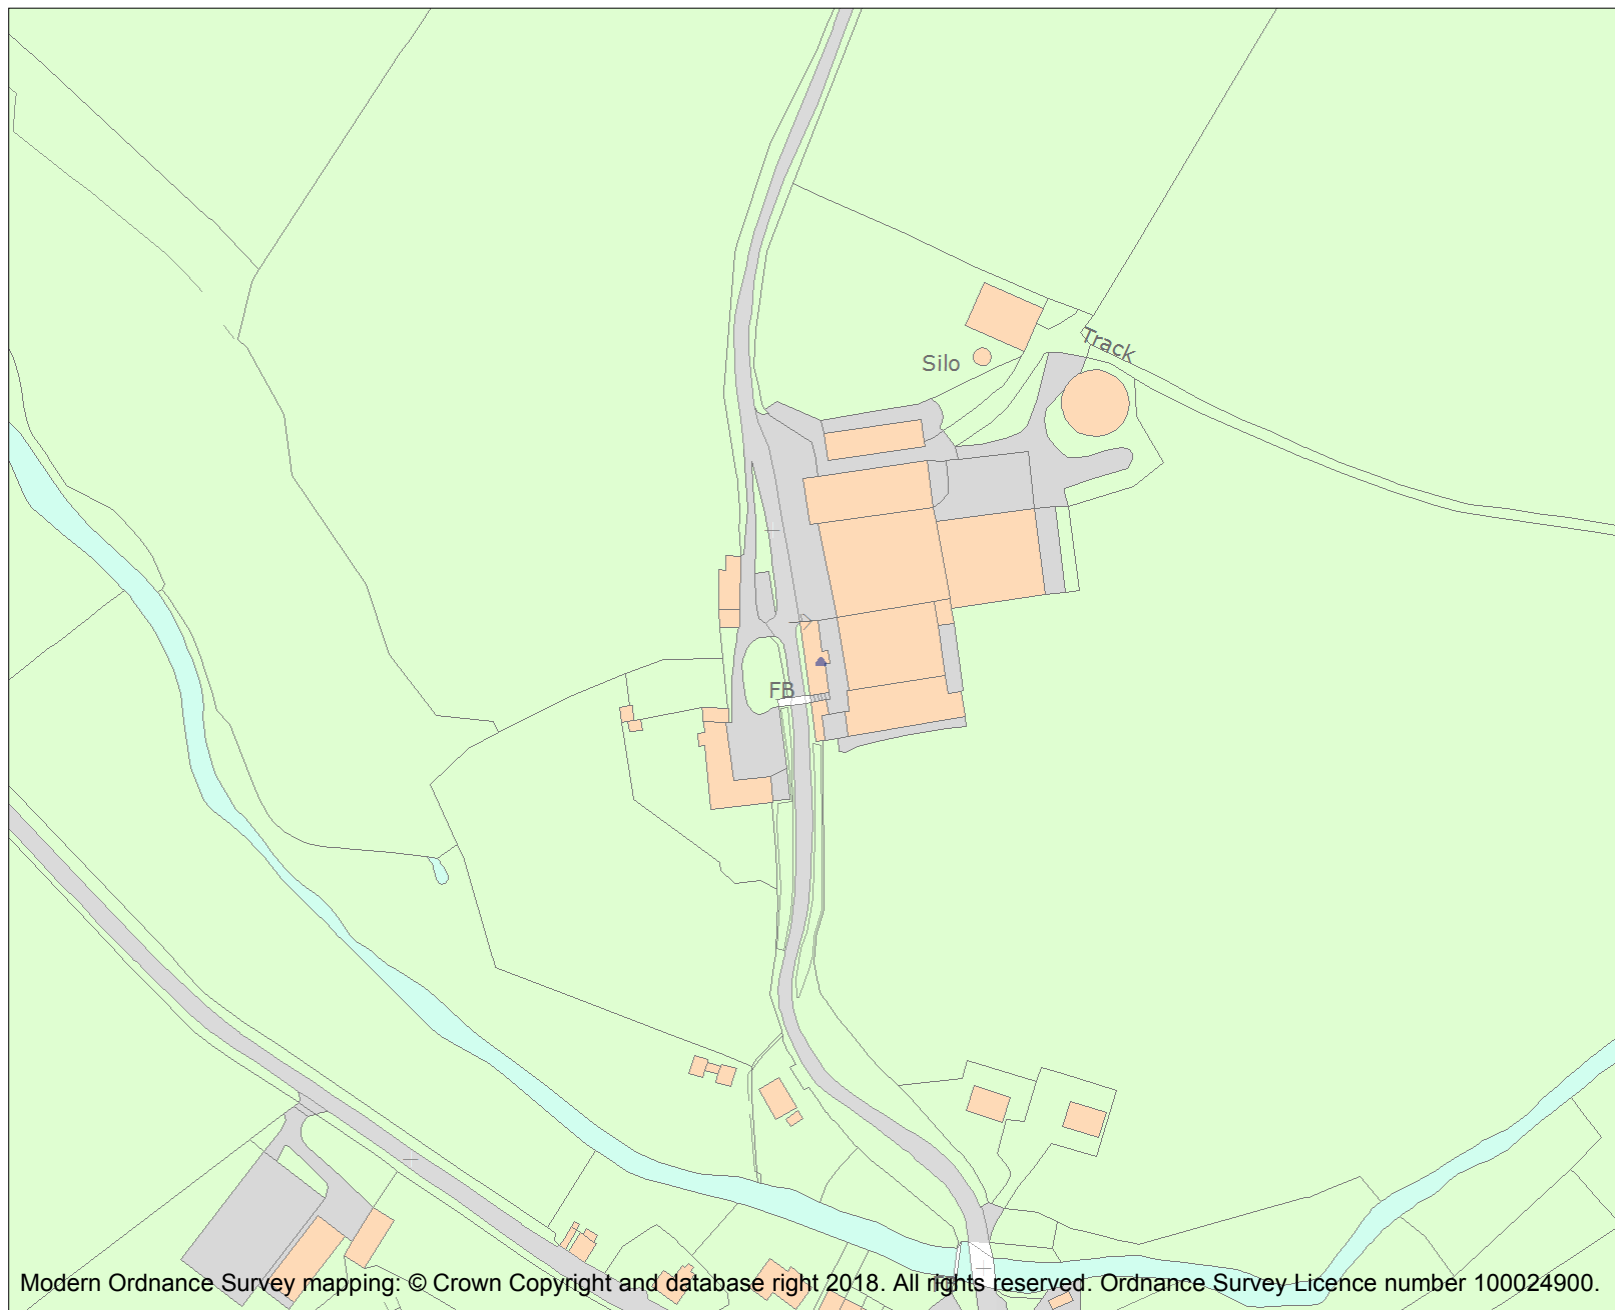 Track
Silo
FB
Modern Ordnance Survey mapping: © Crown Copyright and database right 2018. All rights reserved. Ordnance Survey Licence number 100024900.